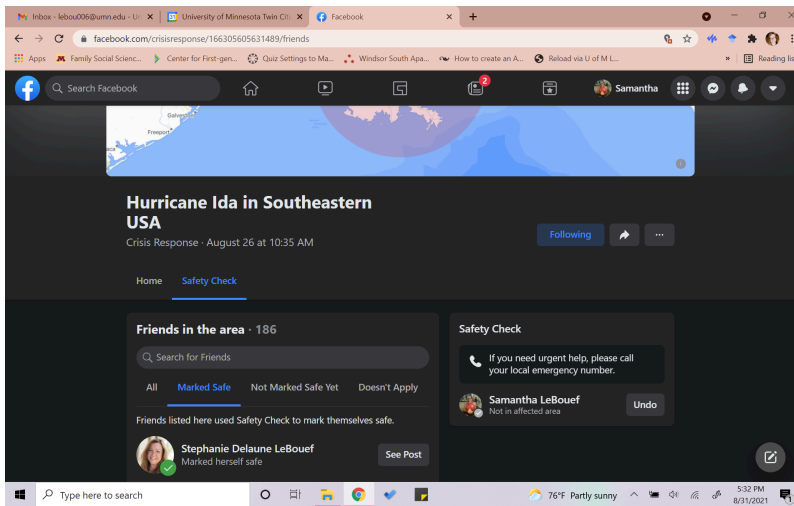 Inbox - lebou006@umn.edu - Un
31
University of Minnesota Twin Citi
Facebook
facebook.com/crisisresponse/166305605631489/friends
Apps
Family Social Scienc...
Center for First-gen...
Quiz Settings to Ma...
Windsor South Apa...
How to create an A...
Reload via U of M L...
»
Reading lis
Search Facebook
2
Samantha
Galveston
Freeport
Hurricane Ida in Southeastern
USA
Crisis Response · August 26 at 10:35 AM
Following
Home
Safety Check
Friends in the area · 186
Search for Friends
All
Marked Safe
Not Marked Safe Yet
Doesn't Apply
Friends listed here used Safety Check to mark themselves safe.
Stephanie Delaune LeBouef
Marked herself safe
See Post
Safety Check
If you need urgent help, please call
your local emergency number.
Samantha LeBouef
Not in affected area
Undo
Type here to search
76°F Partly sunny
5:32 PM
8/31/2021
1